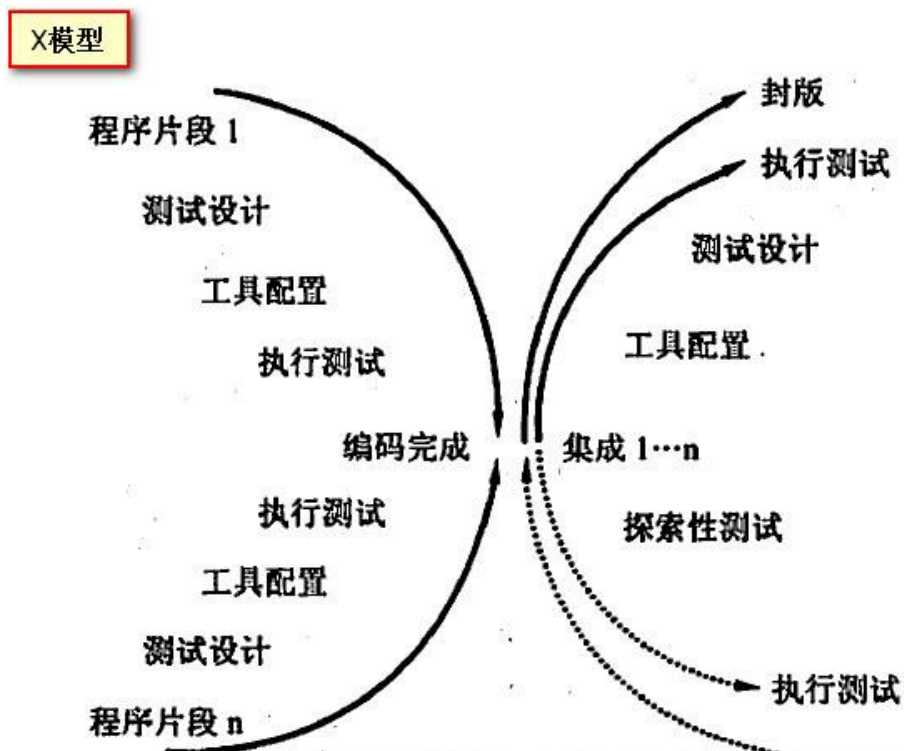 X模型
程序片段 1
测试设计
工具配置
执行测试
编码完成
执行测试
工具配置
测试设计
程序片段 n
封版
执行测试
测试设计
工具配置
集成 1…n
探索性测试
执行测试